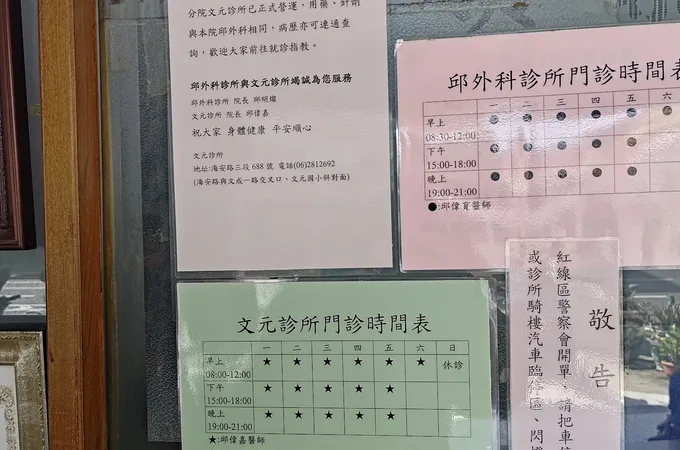 分院文元診所已正式營運，用藥、針劑
與本院邱外科相同，病歷亦可連通查
詢，歡迎大家前往就診指教。
邱外科診所與文元診所竭誠為您服務
邱外科診所 院長 邱明熾
文元診所 院長 邱偉嘉
祝大家 身體健康 平安順心
文元診所
地址:海安路三段 688 號 電話(06)2812692
(海安路與文成一路交叉口、文元國小斜對面)
邱外科診所門診時間表
一 二 三 四 五 六
早上 ● ● ● ● ● ●
08:30-12:00
下午 ● ● ● ● ●
15:00-18:00
晚上 ● ● ● ● ●
19:00-21:00
●:邱偉育醫師
文元診所門診時間表
一 二 三 四 五 六 日
早上 ★ ★ ★ ★ ★ ★ 休診
08:00-12:00
下午 ★ ★ ★ ★ ★
15:00-18:00
晚上 ★ ★ ★ ★ ★
19:00-21:00
★:邱偉嘉醫師
敬告
紅線區警察會開單，請把車
或診所騎樓汽車臨停區、閃